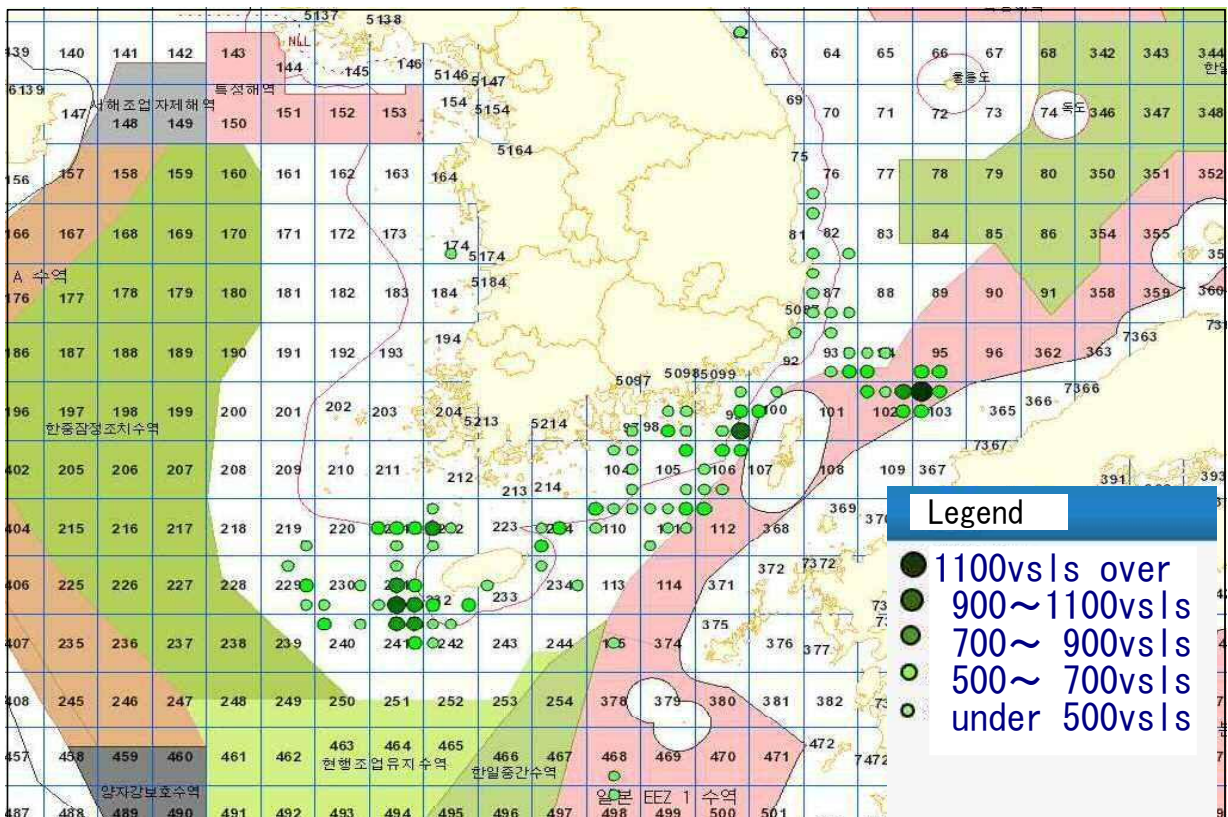 5137 5138
139 140 141 142 143 NLL 144 145 146 63 64 65 66 67 68 342 343 344
6139 147 서해조업자제해역 148 149 특정해역 150 151 152 153 5146 5147 154 5154 69 70 71 72 울릉도 73 74 독도 346 347 348
156 157 158 159 160 161 162 163 164 5164 75 76 77 78 79 80 350 351 352
166 167 168 169 170 171 172 173 174 5174 81 82 83 84 85 86 354 355
A 수역
176 177 178 179 180 181 182 183 184 5184 87 88 89 90 91 358 359 360
186 187 188 189 190 191 192 193 194 92 93 95 96 362 363 7363
196 197 198 199 200 201 202 203 204 5213 5214 5097 5098 5099 98 100 101 102 103 365 366 7366 7367
한중잠정조치수역
402 205 206 207 208 209 210 211 212 213 214 104 105 106 107 108 109 367 391 393
404 215 216 217 218 219 220 223 110 112 368 369
406 225 226 227 228 229 230 233 234 113 114 371 372 7372
407 235 236 237 238 239 240 241 242 243 244 374 375 376 377
408 245 246 247 248 249 250 251 252 253 254 378 379 380 381 382
457 458 459 460 461 462 463 464 465 466 467 468 469 470 471 472 7472
현행조업유지수역 한일중간수역
양자강보호수역 일본 EEZ 1 수역
487 488 489 490 491 492 493 494 495 496 497 498 499 500 501
Legend
1100vsls over
900~1100vsls
700~ 900vsls
500~ 700vsls
under 500vsls